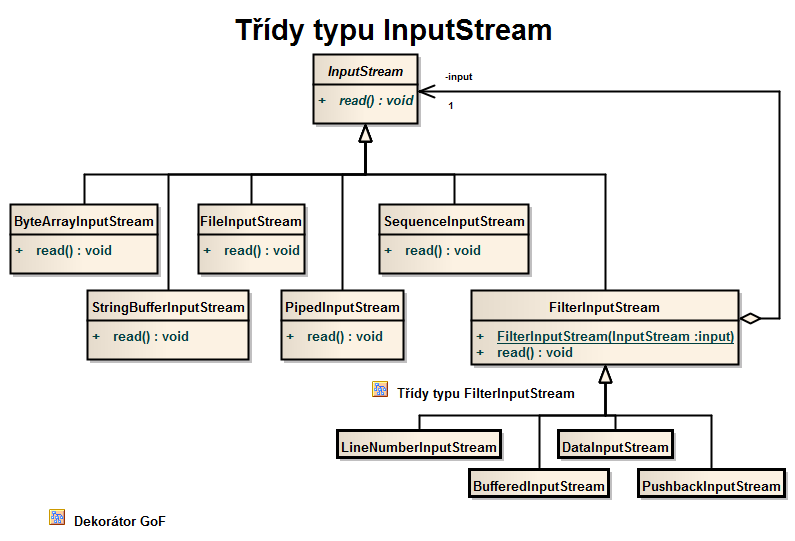 Třídy typu InputStream
InputStream
+ read() : void
-input
1
ByteArrayInputStream
+ read() : void
FileInputStream
+ read() : void
SequenceInputStream
+ read() : void
StringBufferInputStream
+ read() : void
PipedInputStream
+ read() : void
FilterInputStream
+ FilterInputStream(InputStream :input)
+ read() : void
Třídy typu FilterInputStream
LineNumberInputStream
DataInputStream
BufferedInputStream
PushbackInputStream
Dekorátor GoF